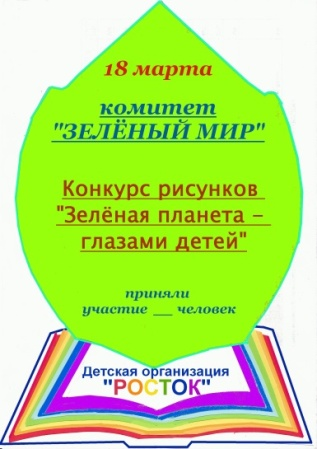 18 марта
комитет
"ЗЕЛЁНЫЙ МИР"
Конкурс рисунков
"Зелёная планета –
глазами детей"
приняли
участие __ человек
Детская организация
"РОСТОК"